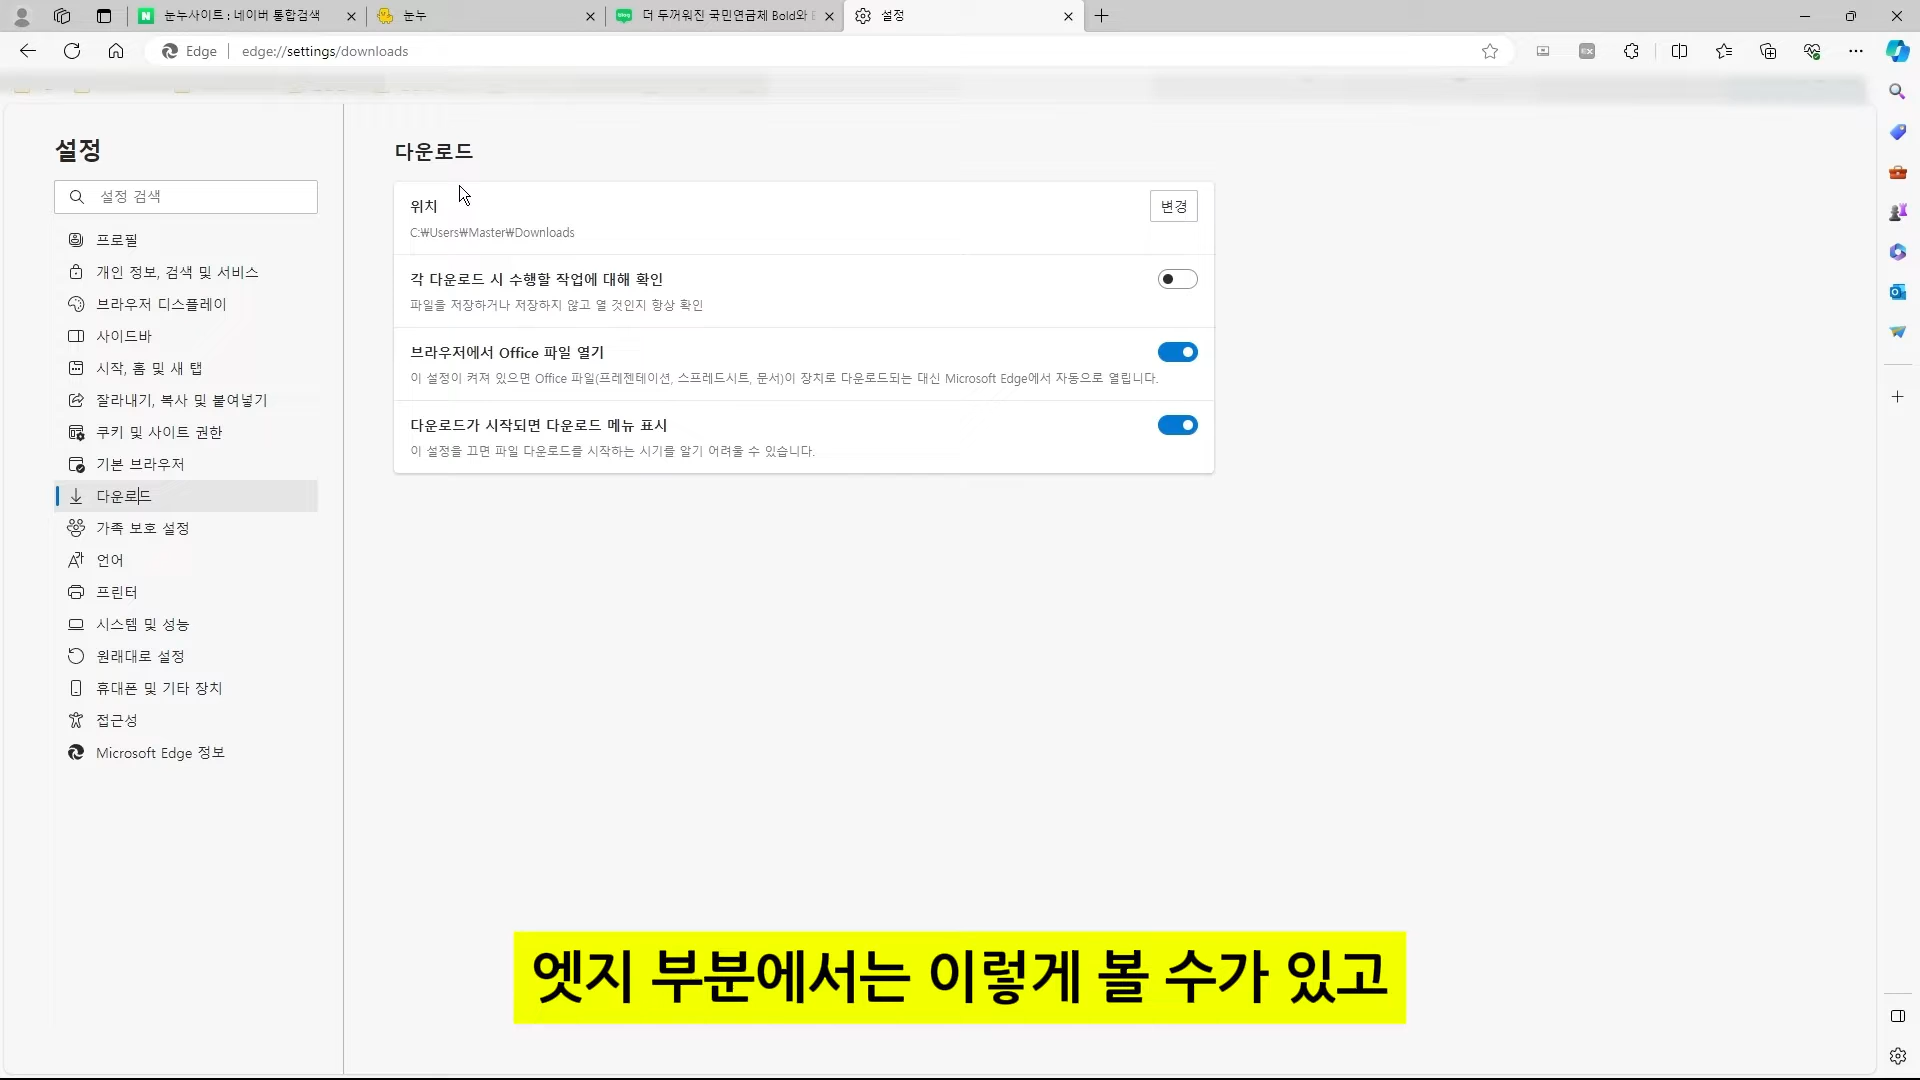 눈누사이트 : 네이버 통합검색
눈누
더 두꺼워진 국민연금체 Bold와
설정
Edge
edge://settings/downloads
설정
설정 검색
프로필
개인 정보, 검색 및 서비스
브라우저 디스플레이
사이드바
시작, 홈 및 새 탭
잘라내기, 복사 및 붙여넣기
쿠키 및 사이트 권한
기본 브라우저
다운로드
가족 보호 설정
언어
프린터
시스템 및 성능
원래대로 설정
휴대폰 및 기타 장치
접근성
Microsoft Edge 정보
다운로드
위치
변경
C:₩Users₩Master₩Downloads
각 다운로드 시 수행할 작업에 대해 확인
파일을 저장하거나 저장하지 않고 열 것인지 항상 확인
브라우저에서 Office 파일 열기
이 설정이 켜져 있으면 Office 파일(프레젠테이션, 스프레드시트, 문서)이 장치로 다운로드되는 대신 Microsoft Edge에서 자동으로 열립니다.
다운로드가 시작되면 다운로드 메뉴 표시
이 설정을 끄면 파일 다운로드를 시작하는 시기를 알기 어려울 수 있습니다.
엣지 부분에서는 이렇게 볼 수가 있고